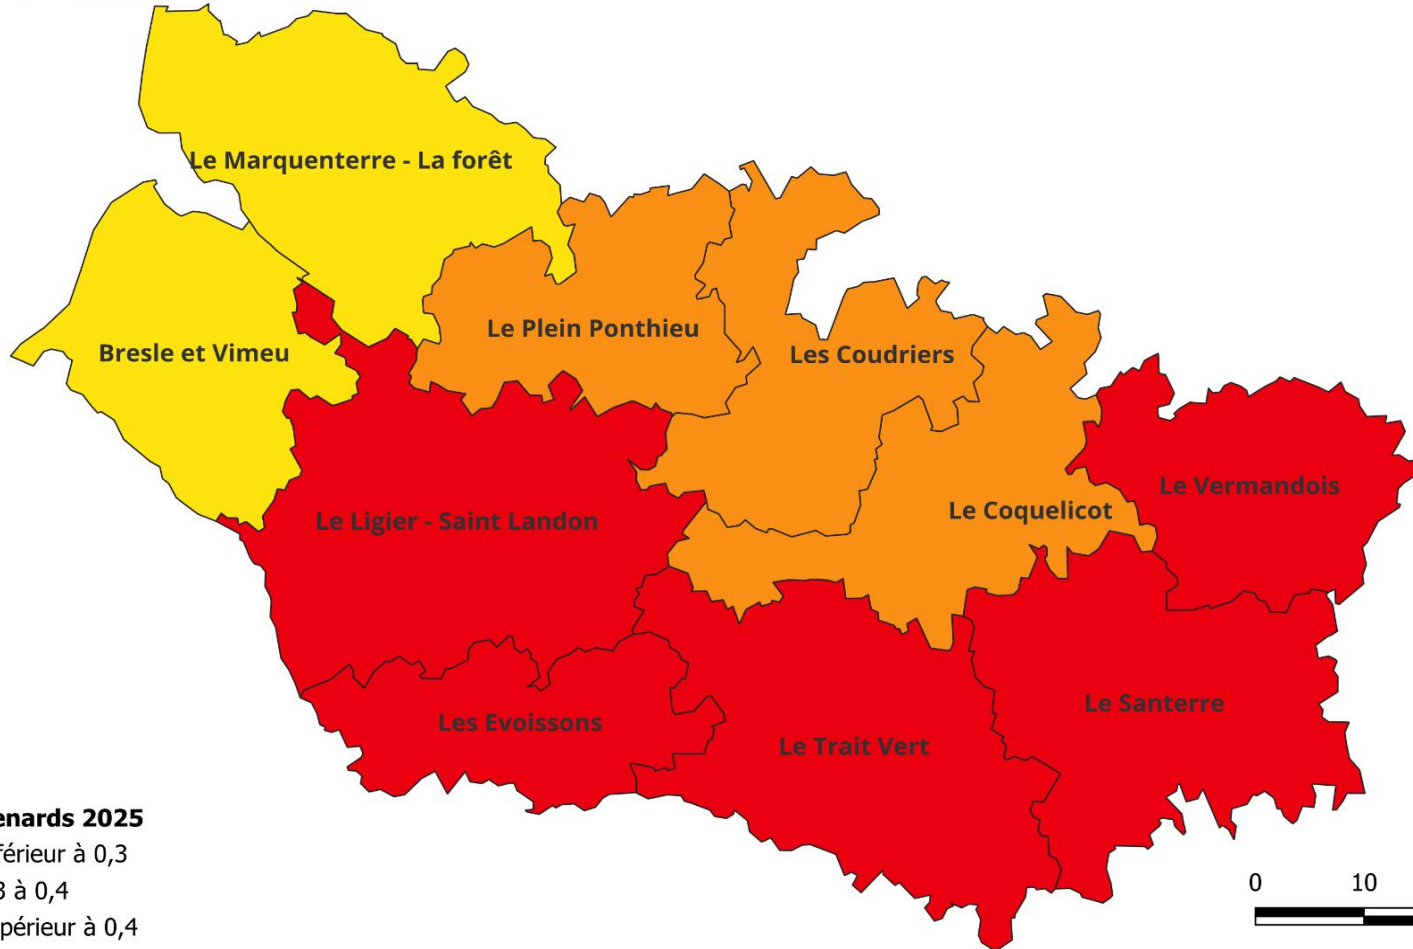 Le Marquenterre - La forêt
Le Plein Ponthieu
Bresle et Vimeu
Les Coudriers
Le Vermandois
Le Coquelicot
Le Ligier - Saint Landon
Le Santerre
Les Evoissons
Le Trait Vert
enards 2025
férieur à 0,3
3 à 0,4
périeur à 0,4
0 10